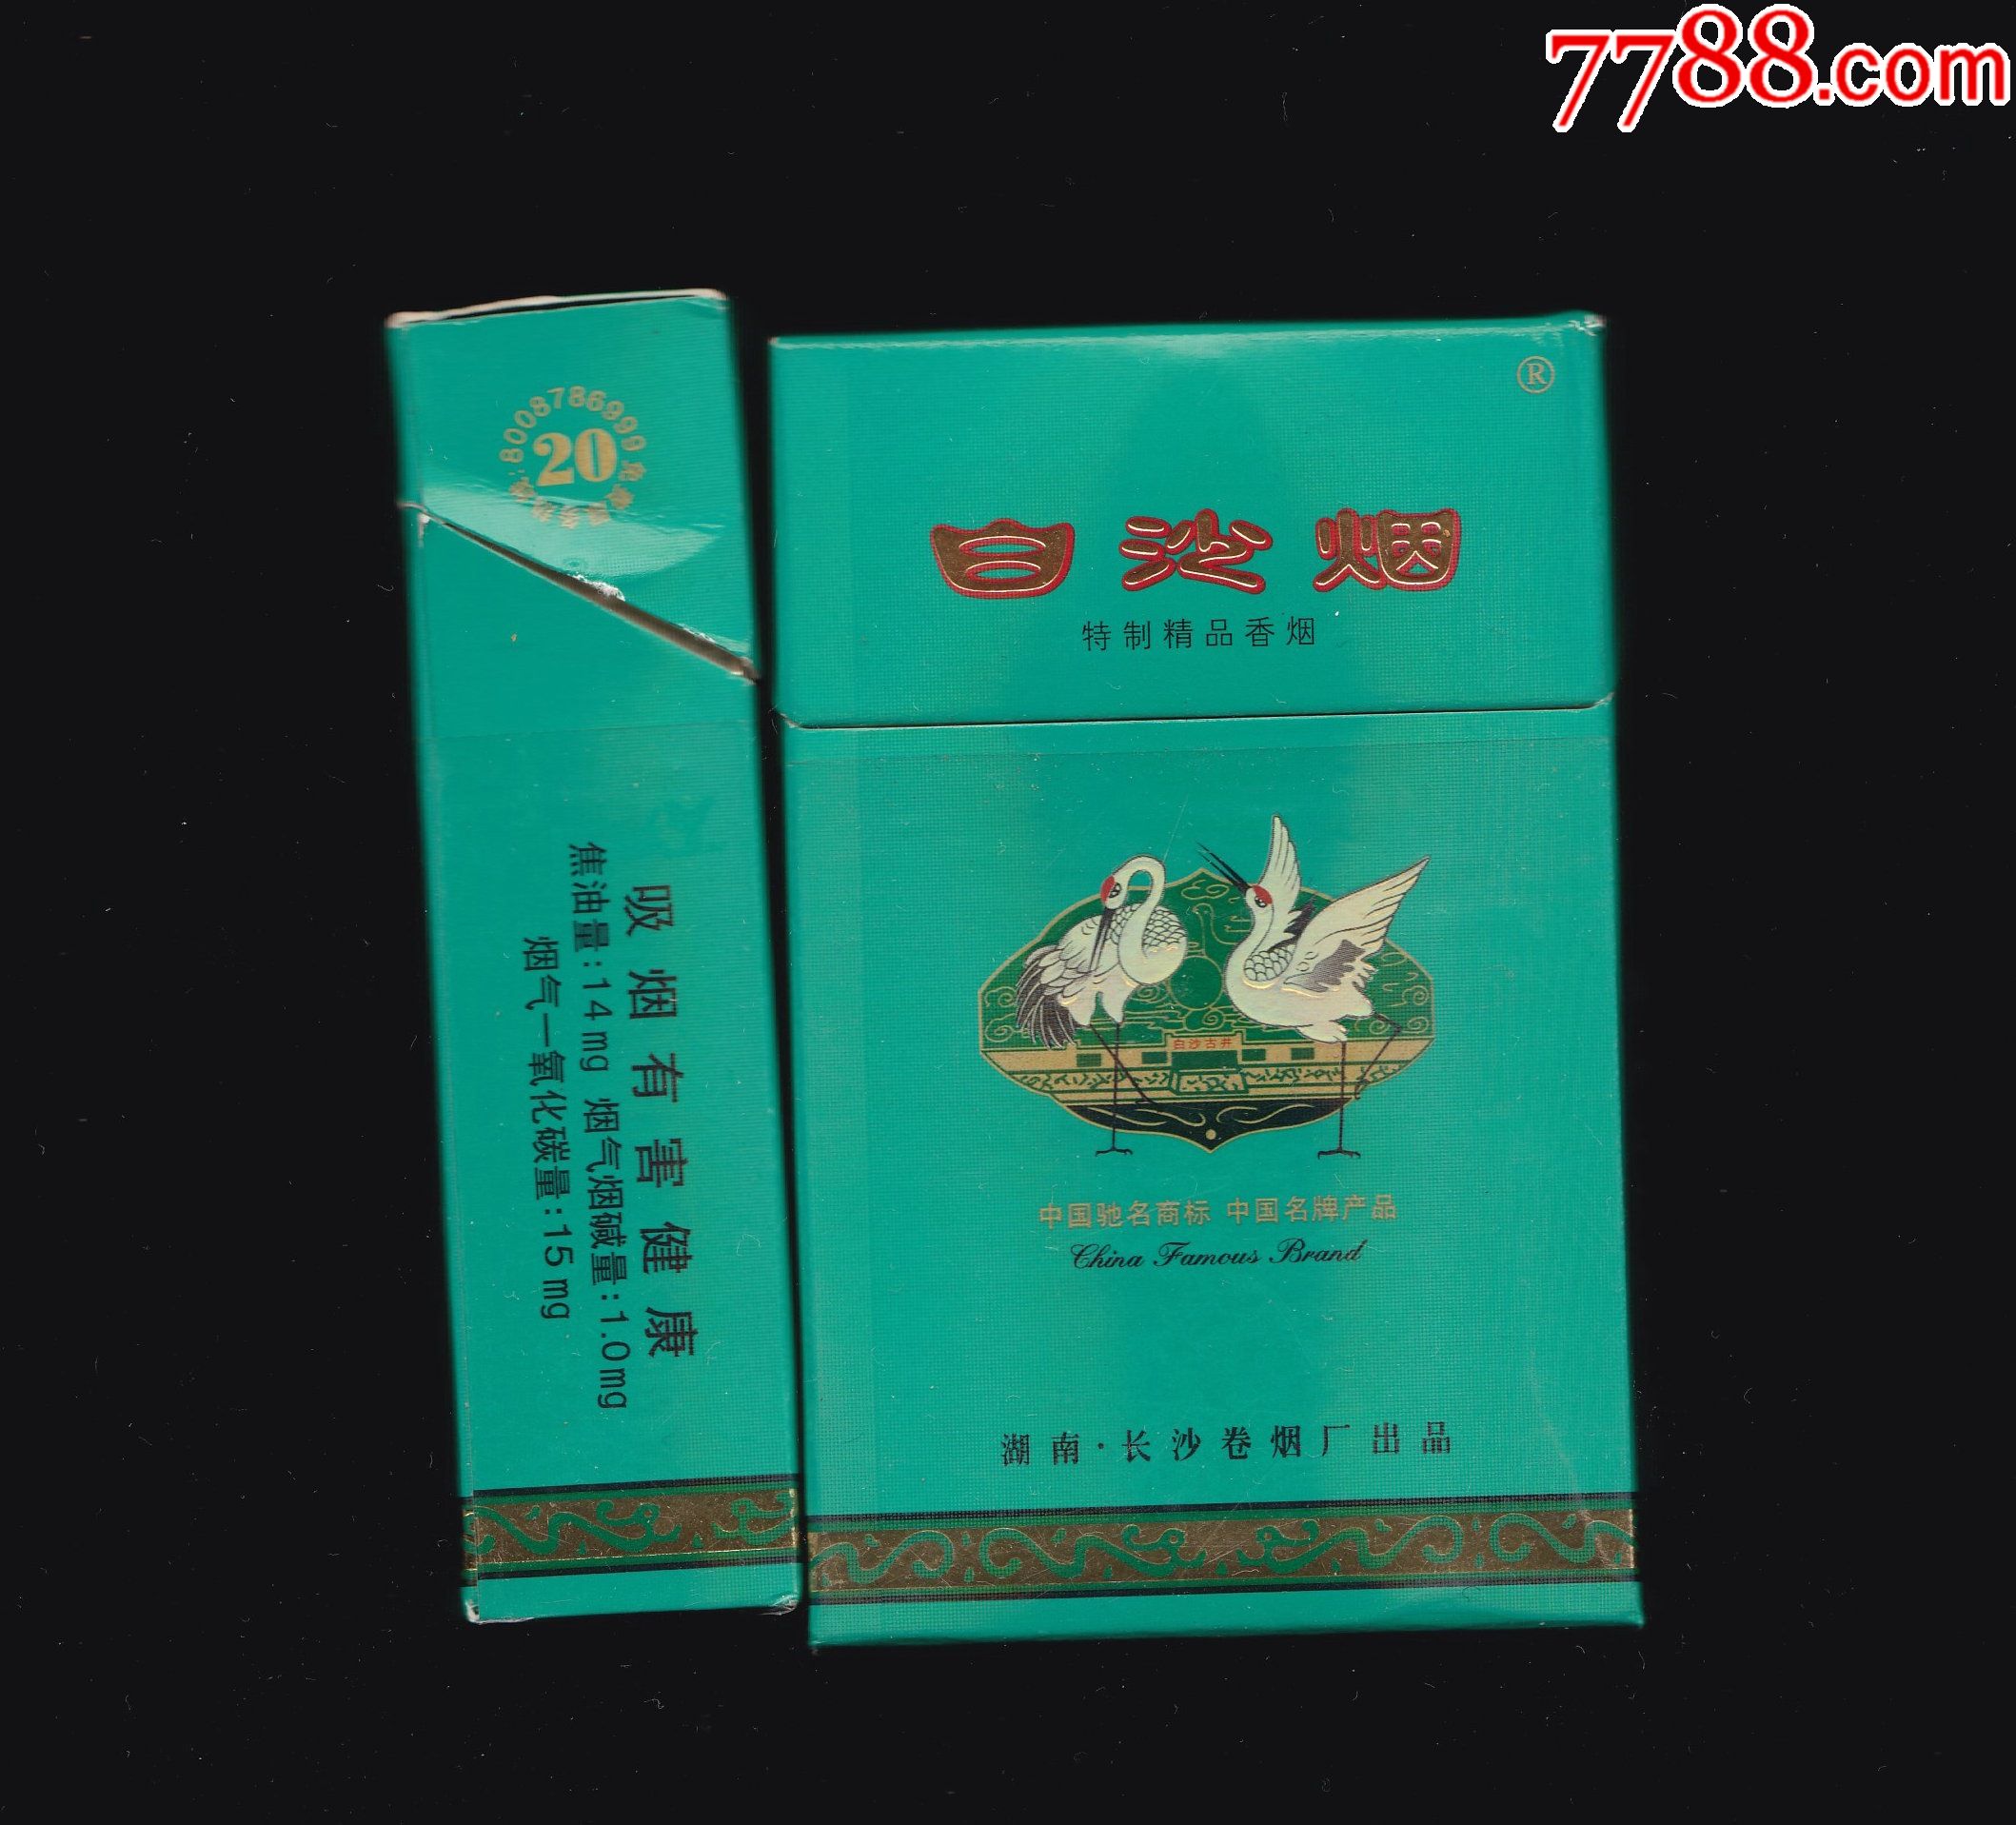 7788.com
8008786999
20
吸烟有害健康
焦油量:14mg 烟气烟碱量:1.0mg
烟气一氧化碳量:15mg
®
白沙烟
特制精品香烟
白沙古井
中国驰名商标 中国名牌产品
China Famous Brand
湖南·长沙卷烟厂出品